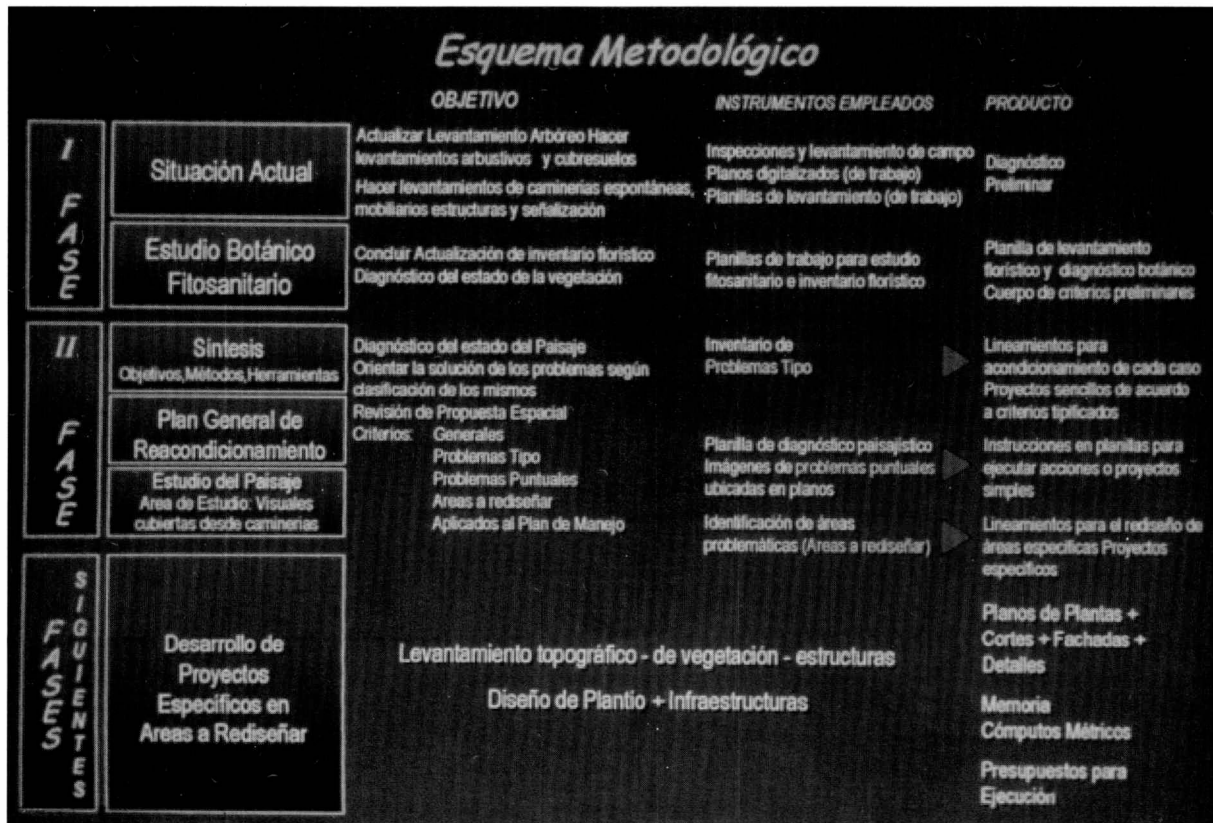 Esquema Metodológico
OBJETIVO
INSTRUMENTOS EMPLEADOS
PRODUCTO
I FASE
Situación Actual
Actualizar Levantamiento Arbóreo Hacer
levantamientos arbustivos y cubresuelos
Hacer levantamientos de caminerias espontáneas,
mobiliarios estructuras y señalización
Inspecciones y levantamiento de campo
Planos digitalizados (de trabajo)
Planillas de levantamiento (de trabajo)
Diagnóstico
Preliminar
Estudio Botánico
Fitosanitario
Concluir Actualización de inventario florístico
Diagnóstico del estado de la vegetación
Planillas de trabajo para estudio
fitosanitario e inventario florístico
Planilla de levantamiento
florístico y diagnóstico botánico
Cuerpo de criterios preliminares
II FASE
Síntesis
Objetivos,Métodos,Herramientas
Plan General de
Reacondicionamiento
Estudio del Paisaje
Area de Estudio: Visuales
cubiertas desde caminerias
Diagnóstico del estado del Paisaje
Orientar la solución de los problemas según
clasificación de los mismos
Revisión de Propuesta Espacial
Criterios: Generales
Problemas Tipo
Problemas Puntuales
Areas a rediseñar
Aplicados al Plan de Manejo
Inventario de
Problemas Tipo
Lineamientos para
acondicionamiento de cada caso
Proyectos sencillos de acuerdo
a criterios tipificados
Planilla de diagnóstico paisajístico
Imágenes de problemas puntuales
ubicadas en planos
Instrucciones en planillas para
ejecutar acciones o proyectos
simples
Identificación de áreas
problemáticas (Areas a rediseñar)
Lineamientos para el rediseño de
áreas específicas Proyectos
específicos
FASES SIGUIENTES
Desarrollo de
Proyectos
Específicos en
Areas a Rediseñar
Levantamiento topográfico - de vegetación - estructuras
Diseño de Plantio + Infraestructuras
Planos de Plantas +
Cortes + Fachadas +
Detalles
Memoria
Cómputos Métricos
Presupuestos para
Ejecución